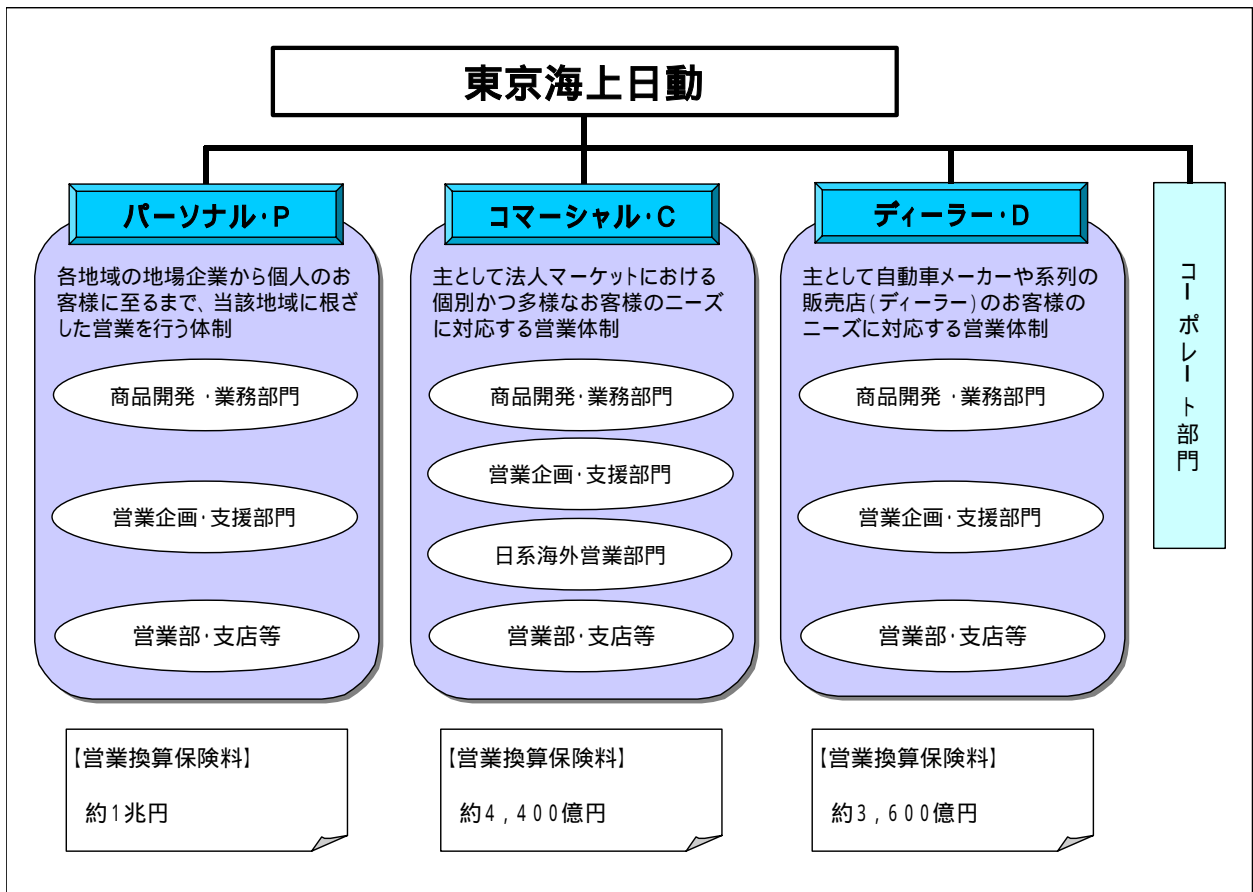 東京海上日動
パーソナル・P
各地域の地場企業から個人のお
客様に至るまで、当該地域に根ざ
した営業を行う体制
商品開発・業務部門
営業企画・支援部門
営業部・支店等
【営業換算保険料】
約1兆円
コマーシャル・C
主として法人マーケットにおける
個別かつ多様なお客様のニーズ
に対応する営業体制
商品開発・業務部門
営業企画・支援部門
日系海外営業部門
営業部・支店等
【営業換算保険料】
約4,400億円
ディーラー・D
主として自動車メーカーや系列の
販売店(ディーラー)のお客様の
ニーズに対応する営業体制
商品開発・業務部門
営業企画・支援部門
営業部・支店等
【営業換算保険料】
約3,600億円
コーポレート部門